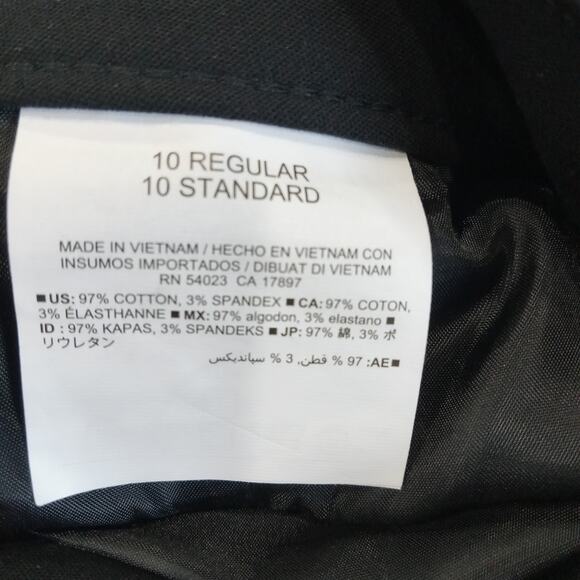 10 REGULAR
10 STANDARD
MADE IN VIETNAM / HECHO EN VIETNAM CON
INSUMOS IMPORTADOS / DIBUAT DI VIETNAM
RN 54023 CA 17897
■US: 97% COTTON, 3% SPANDEX ■ CA: 97% COTON,
3% ÉLASTHANNE ■ MX: 97% algodon, 3% elastano ■
ID : 97% KAPAS, 3% SPANDEKS ■ JP: 97% 綿, 3% ポ
リウレタン
■AE: 97 % قطن, 3 % سپانديكس